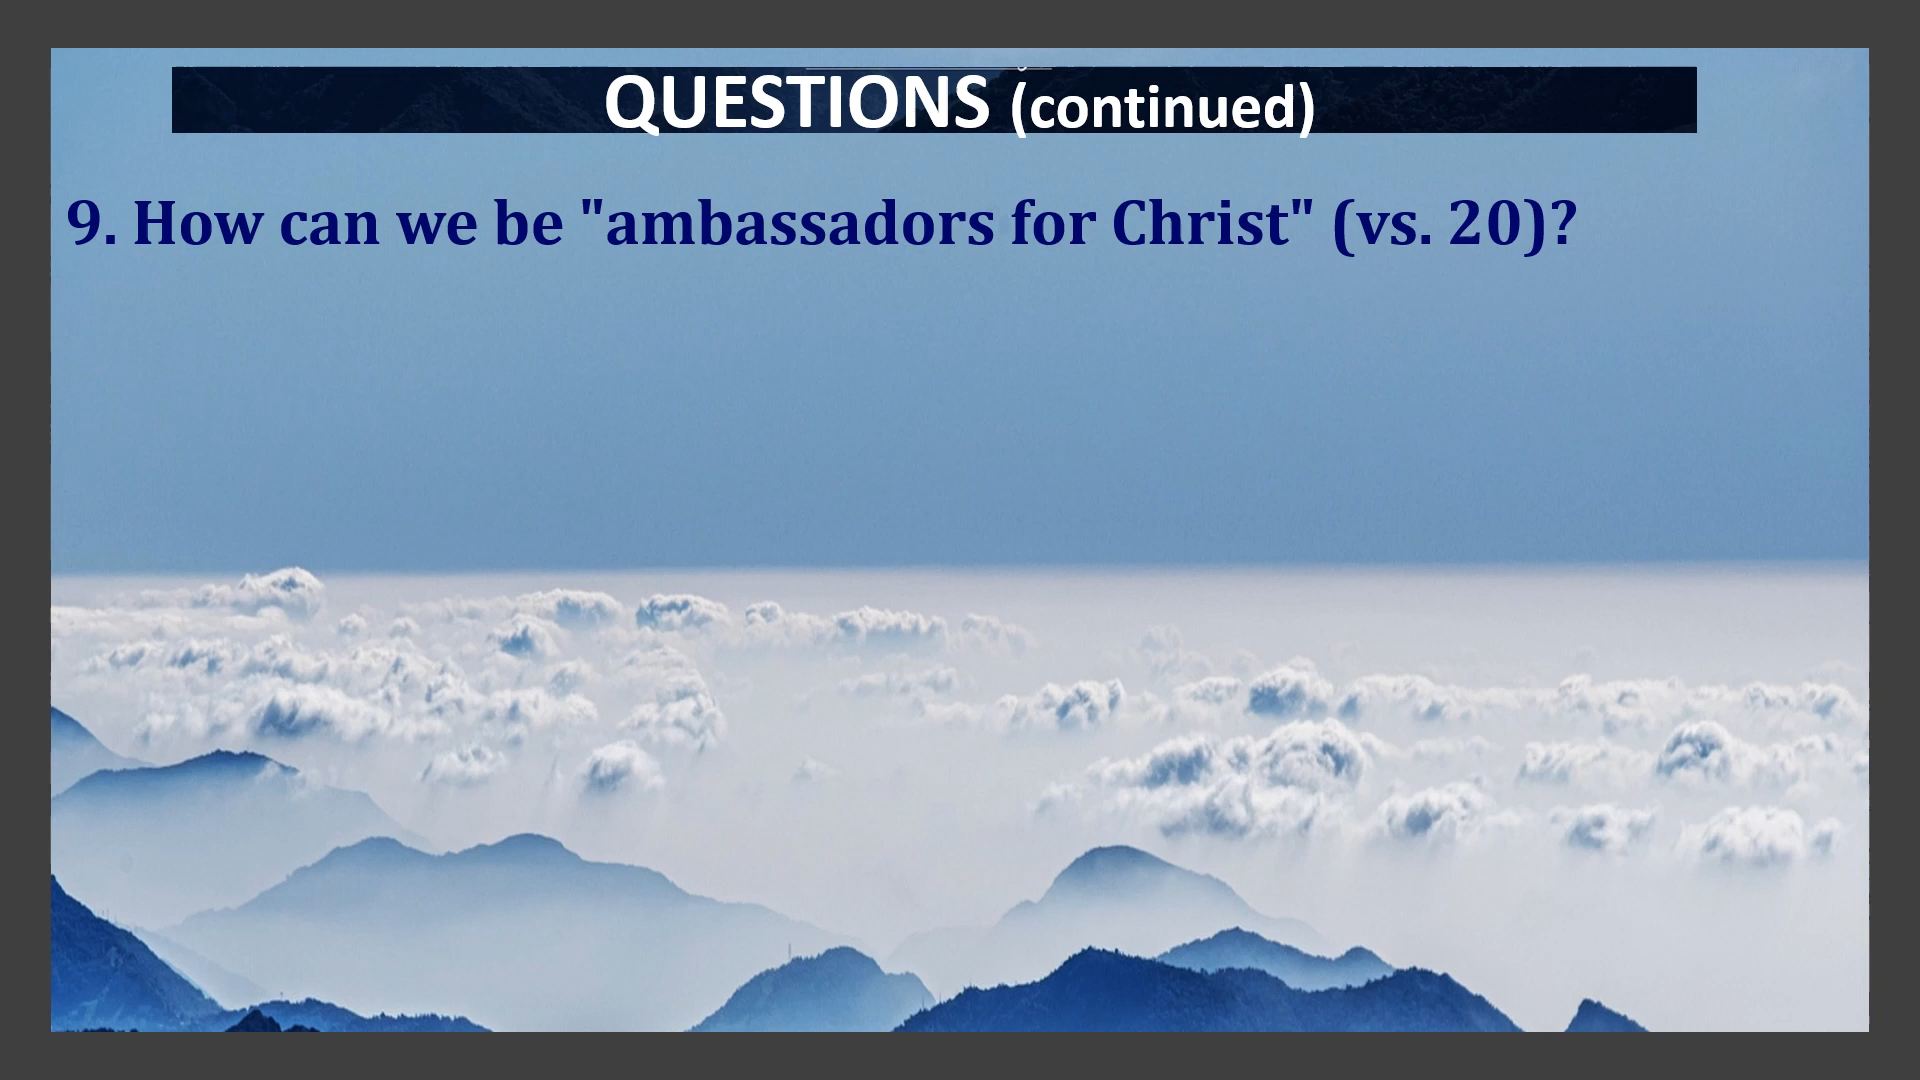 QUESTIONS (continued)
9. How can we be "ambassadors for Christ" (vs. 20)?